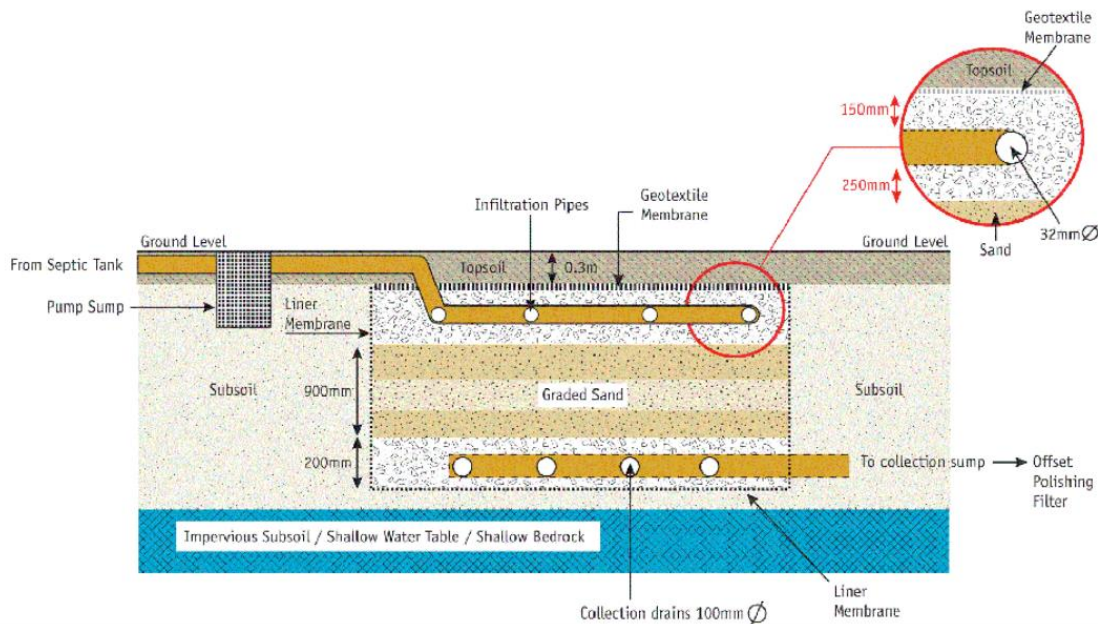 Geotextile
Membrane
Topsoil
150mm
250mm
Sand
32mm∅
Infiltration Pipes
Geotextile
Membrane
Ground Level
Ground Level
From Septic Tank
Topsoil
0.3m
Pump Sump
Liner
Membrane
Subsoil
900mm
Graded Sand
Subsoil
200mm
To collection sump
Offset
Polishing
Filter
Impervious Subsoil / Shallow Water Table / Shallow Bedrock
Collection drains 100mm ∅
Liner
Membrane